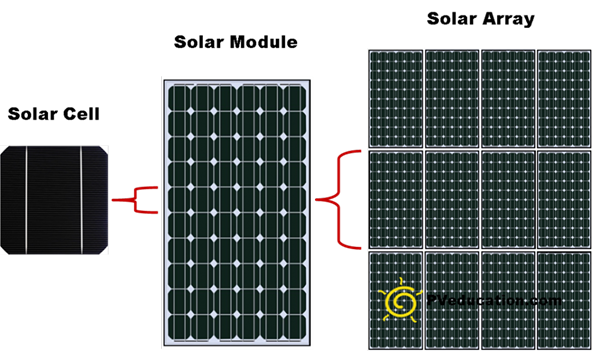 Solar Cell
Solar Module
Solar Array
PVeducation.com